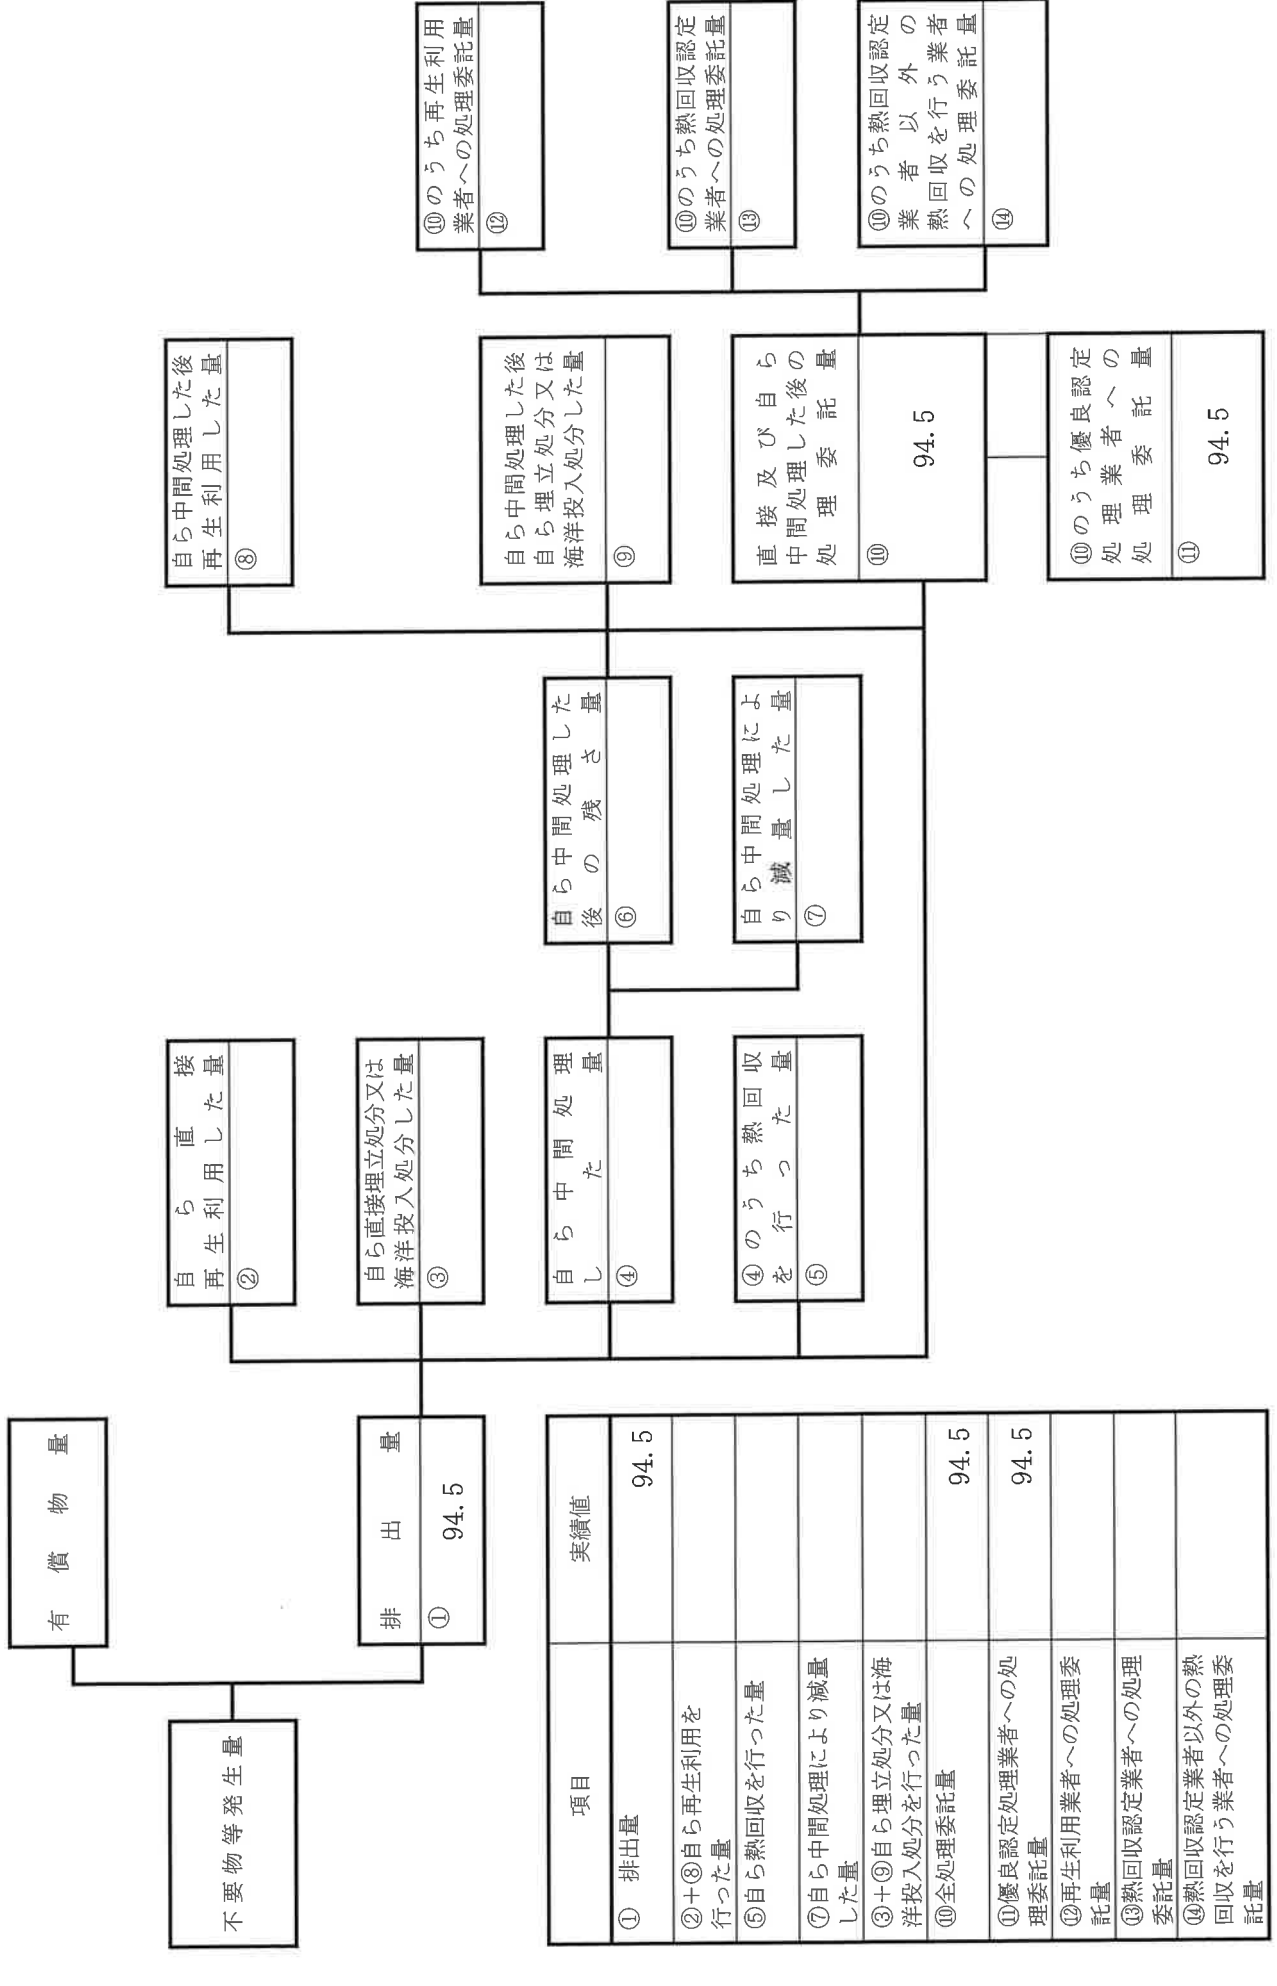 有償物量
不要物等発生量
排出量
①
94.5
自ら直接
再生利用した量
②
自ら直接埋立処分又は
海洋投入処分した量
③
自ら中間処理
した量
④
④のうち熱回収
を行った量
⑤
自ら中間処理した
後の残さ量
⑥
自ら中間処理によ
り減量した量
⑦
自ら中間処理した後
再生利用した量
⑧
自ら中間処理した後
自ら埋立処分又は
海洋投入処分した量
⑨
直接及び自ら
中間処理した後の
処理委託量
⑩
94.5
⑩のうち優良認定
処理業者への
処理委託量
⑪
94.5
⑩のうち再生利用
業者への処理委託量
⑫
⑩のうち熱回収認定
業者への処理委託量
⑬
⑩のうち熱回収認定
業者以外の
熱回収を行う業者
への処理委託量
⑭
項目 実績値
① 排出量 94.5
②+⑧自ら再生利用を
行った量
⑤自ら熱回収を行った量
⑦自ら中間処理により減量
した量
③+⑨自ら埋立処分又は海
洋投入処分を行った量
⑩全処理委託量 94.5
⑪優良認定処理業者への処
理委託量 94.5
⑫再生利用業者への処理委
託量
⑬熱回収認定業者への処理
委託量
⑭熱回収認定業者以外の熱
回収を行う業者への処理委
託量